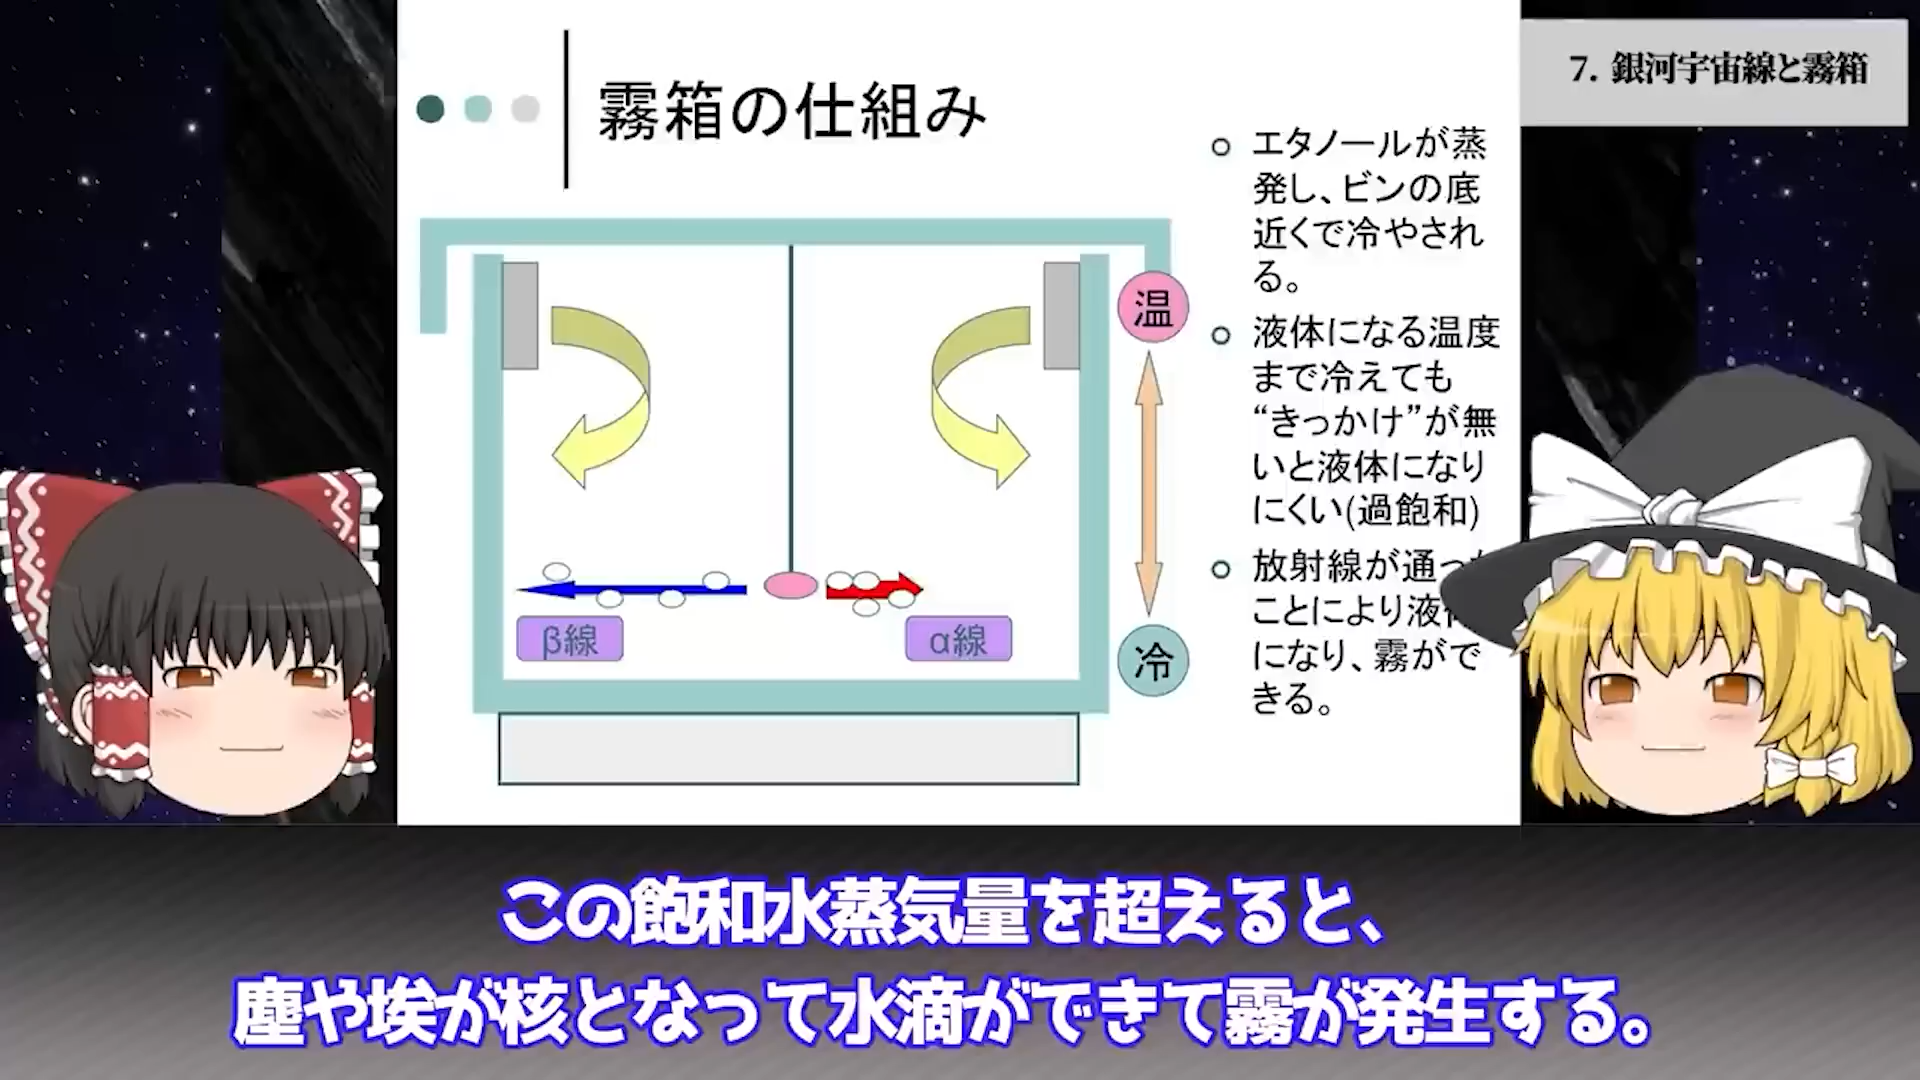 霧箱の仕組み
7. 銀河宇宙線と霧箱
エタノールが蒸
発し、ビンの底
近くで冷やされ
る。
液体になる温度
まで冷えても
“きっかけ”が無
いと液体になり
にくい(過飽和)
放射線が通っ
ことにより液体
になり、霧がで
きる。
温
冷
β線
α線
この飽和水蒸気量を超えると、
塵や埃が核となって水滴ができて霧が発生する。